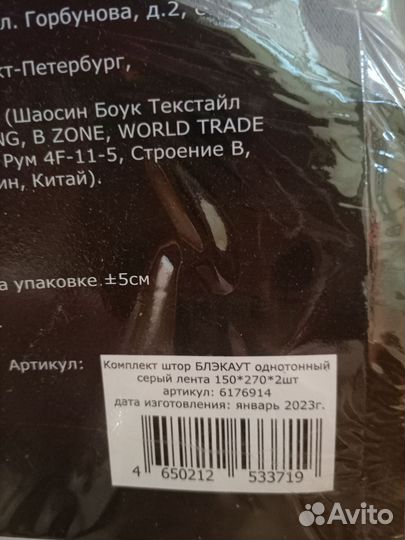 л. Горбунова, д.2,
кт-Петербург,
(Шаосин Боук Текстайл
NG, B ZONE, WORLD TRADE
Рум 4F-11-5, Строение В,
ин, Китай).
а упаковке ±5см
Артикул:
Комплект штор БЛЭКАУТ однотонный
серый лента 150*270*2шт
артикул: 6176914
дата изготовления: январь 2023г.
4 650212 533719
Avito